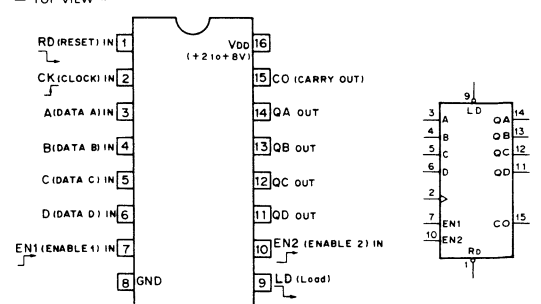 — TOP VIEW —
RD (RESET) IN 1
CK (CLOCK) IN 2
A (DATA A) IN 3
B (DATA B) IN 4
C (DATA C) IN 5
D (DATA D) IN 6
EN1 (ENABLE 1) IN 7
8 GND
VDD 16
(+2 to +8V)
15 CO (CARRY OUT)
14 QA OUT
13 QB OUT
12 QC OUT
11 QD OUT
10 EN2 (ENABLE 2) IN
9 LD (Load)
9
LD
3 A QA 14
4 B QB 13
5 C QC 12
6 D QD 11
2
7 EN1 CO 15
10 EN2
RD
1